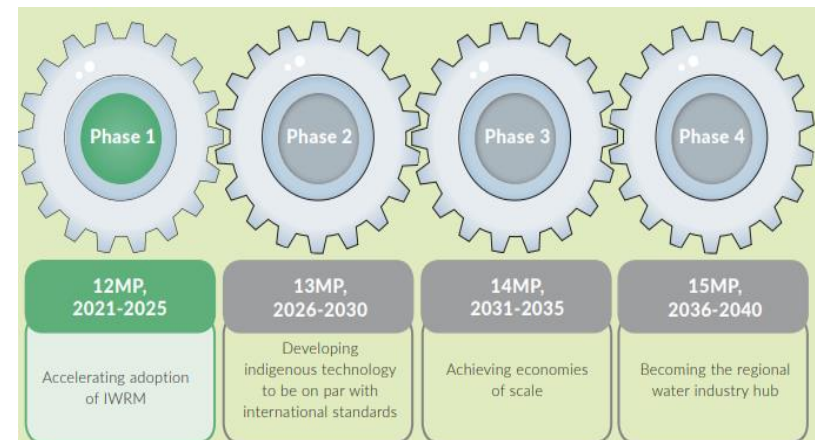 Phase 1
Phase 2
Phase 3
Phase 4
12MP,
2021-2025
13MP,
2026-2030
14MP,
2031-2035
15MP,
2036-2040
Accelerating adoption
of IWRM
Developing
indigenous technology
to be on par with
international standards
Achieving economies
of scale
Becoming the regional
water industry hub